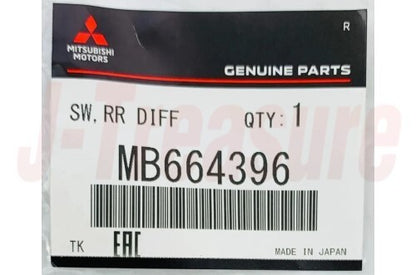 R
MITSUBISHI
MOTORS
GENUINE PARTS
SW, RR DIFF QTY: 1
J-Treasure
MB664396
TK EAC MADE IN JAPAN